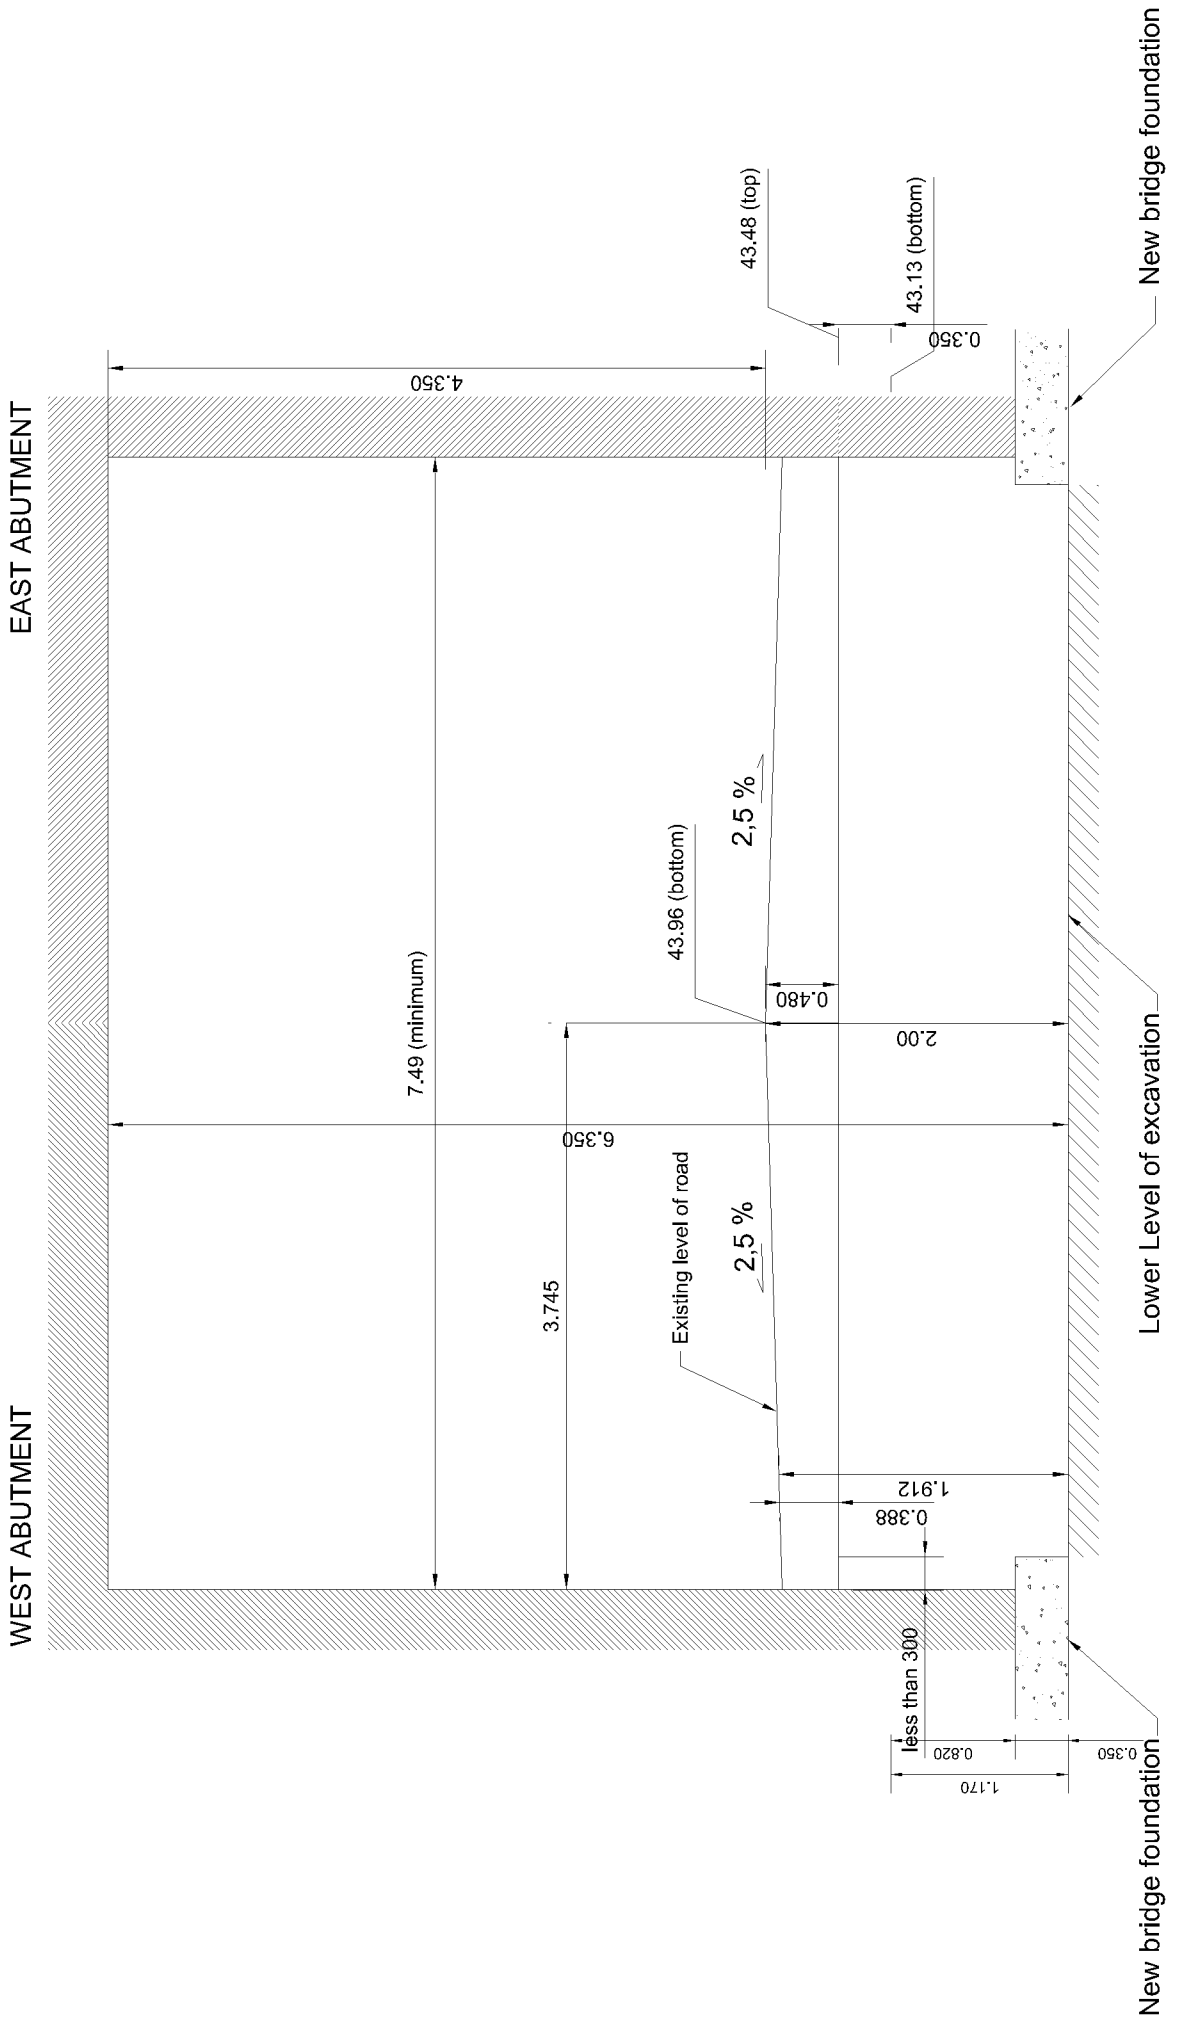 WEST ABUTMENT
EAST ABUTMENT
4.350
7.49 (minimum)
6.350
3.745
43.96 (bottom)
Existing level of road
2,5 %
2,5 %
43.48 (top)
0.480
2.00
43.13 (bottom)
0.350
1.912
0.388
less than 300
0.820
0.350
1.170
New bridge foundation
Lower Level of excavation
New bridge foundation